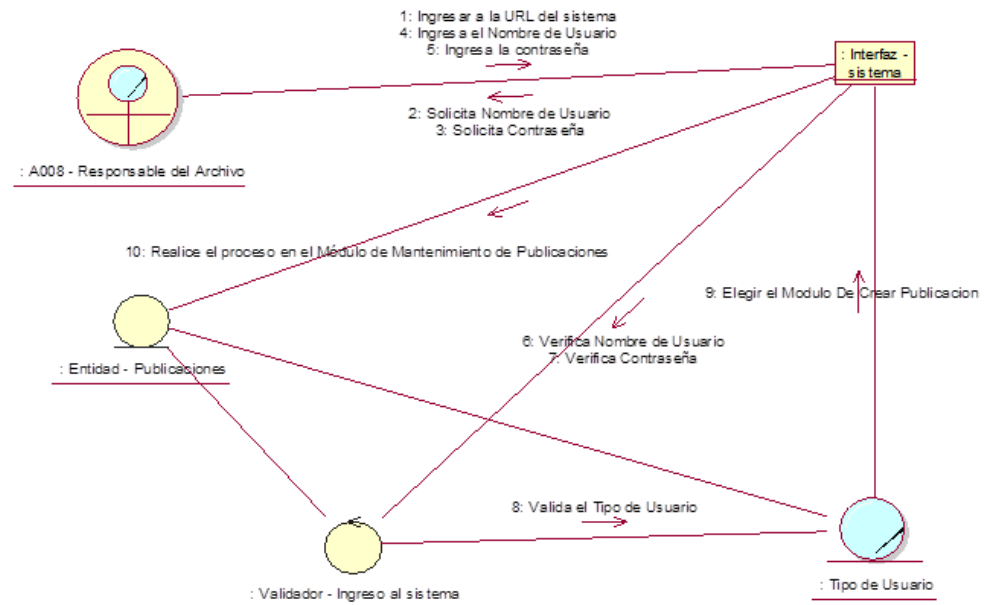 1: Ingresar a la URL del sistema
4: Ingresa el Nombre de Usuario
5: Ingresa la contraseña
: Interfaz -
sistema
2: Solicita Nombre de Usuario
3: Solicita Contraseña
: A008 - Responsable del Archivo
10: Realice el proceso en el Módulo de Mantenimiento de Publicaciones
9: Elegir el Modulo De Crear Publicacion
6: Verifica Nombre de Usuario
7: Verifica Contraseña
: Entidad - Publicaciones
8: Valida el Tipo de Usuario
: Validador - Ingreso al sistema
: Tipo de Usuario